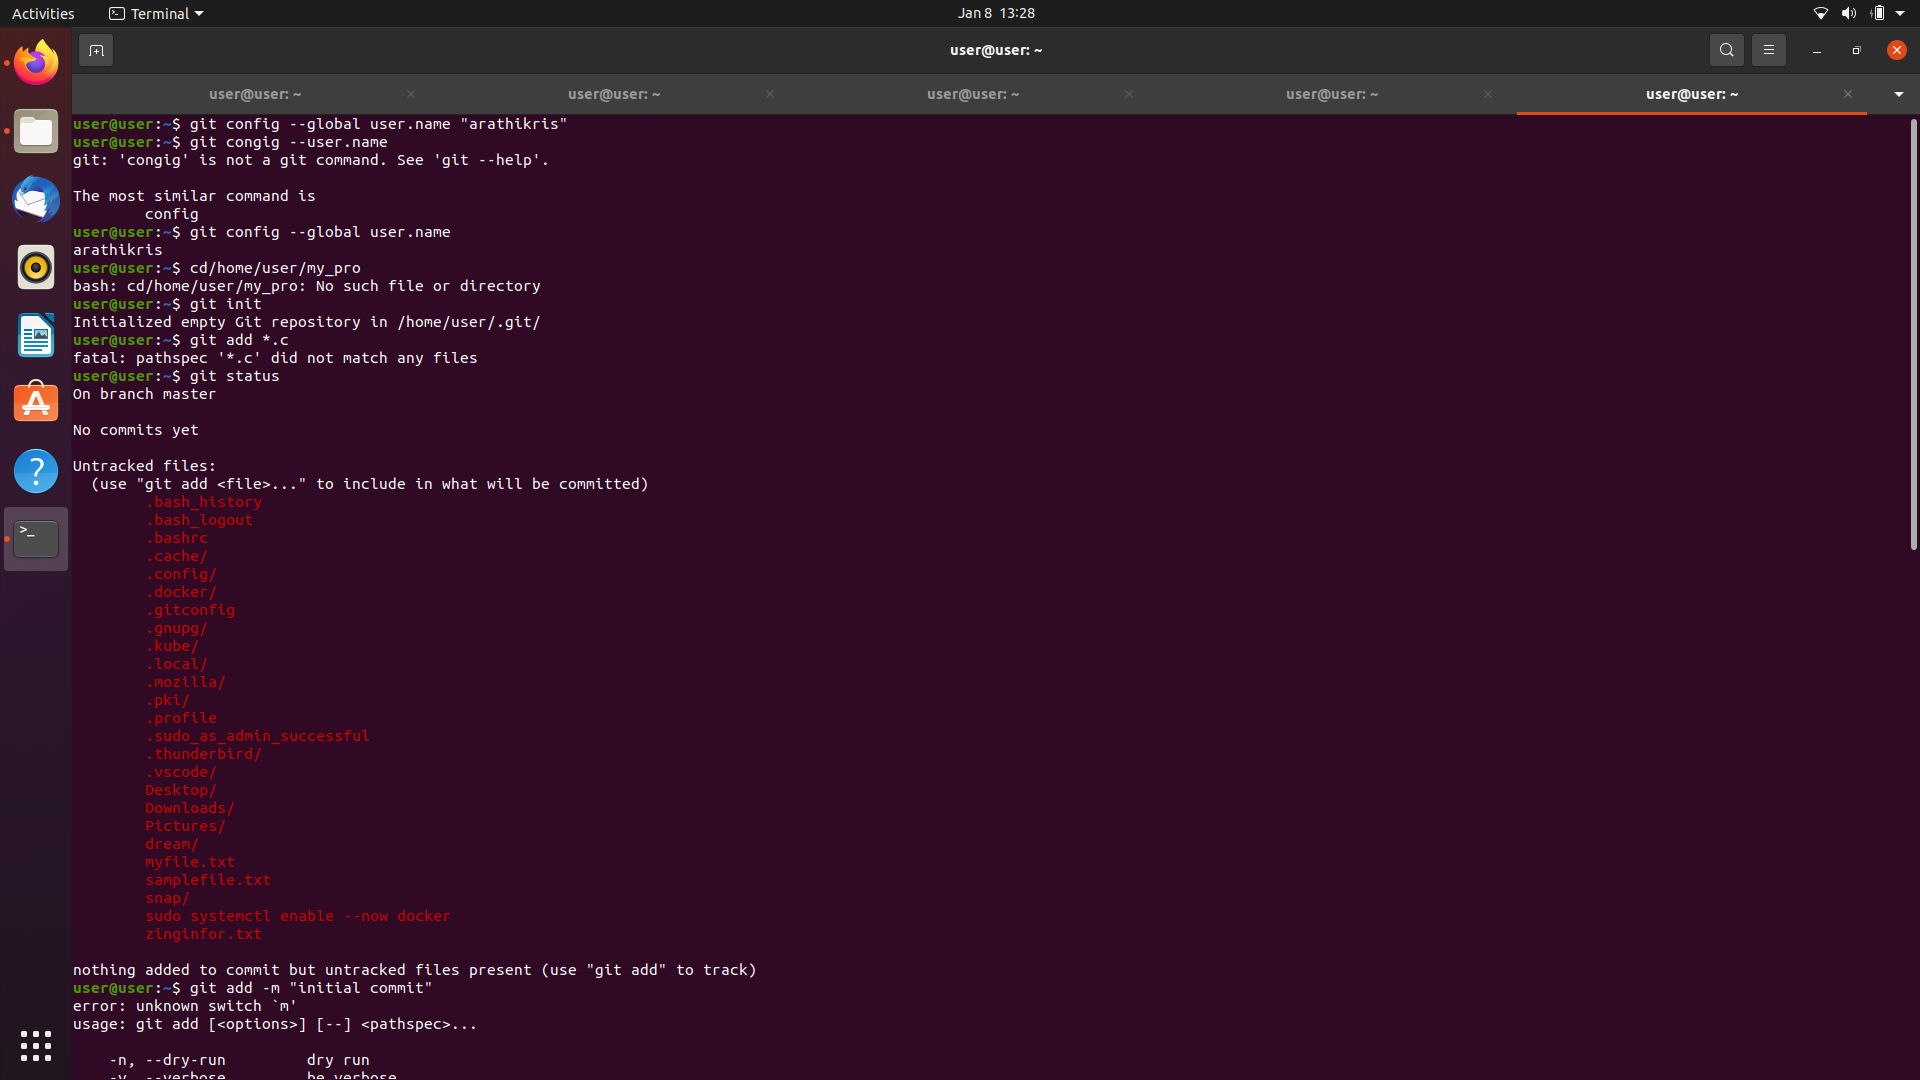 Activities
Terminal
Jan 8 13:28
user@user: ~
user@user: ~
user@user: ~
user@user: ~
user@user: ~
user@user: ~
user@user:~$ git config --global user.name "arathikris"
user@user:~$ git congig --user.name
git: 'congig' is not a git command. See 'git --help'.
The most similar command is
config
user@user:~$ git config --global user.name
arathikris
user@user:~$ cd/home/user/my_pro
bash: cd/home/user/my_pro: No such file or directory
user@user:~$ git init
Initialized empty Git repository in /home/user/.git/
user@user:~$ git add *.c
fatal: pathspec '*.c' did not match any files
user@user:~$ git status
On branch master
No commits yet
Untracked files:
(use "git add <file>..." to include in what will be committed)
.bash_history
.bash_logout
.bashrc
.cache/
.config/
.docker/
.gitconfig
.gnupg/
.kube/
.local/
.mozilla/
.pki/
.profile
.sudo_as_admin_successful
.thunderbird/
.vscode/
Desktop/
Downloads/
Pictures/
dream/
myfile.txt
samplefile.txt
snap/
sudo systemctl enable --now docker
zinginfor.txt
nothing added to commit but untracked files present (use "git add" to track)
user@user:~$ git add -m "initial commit"
error: unknown switch `m'
usage: git add [<options>] [--] <pathspec>...
-n, --dry-run dry run
-v, --verbose be verbose